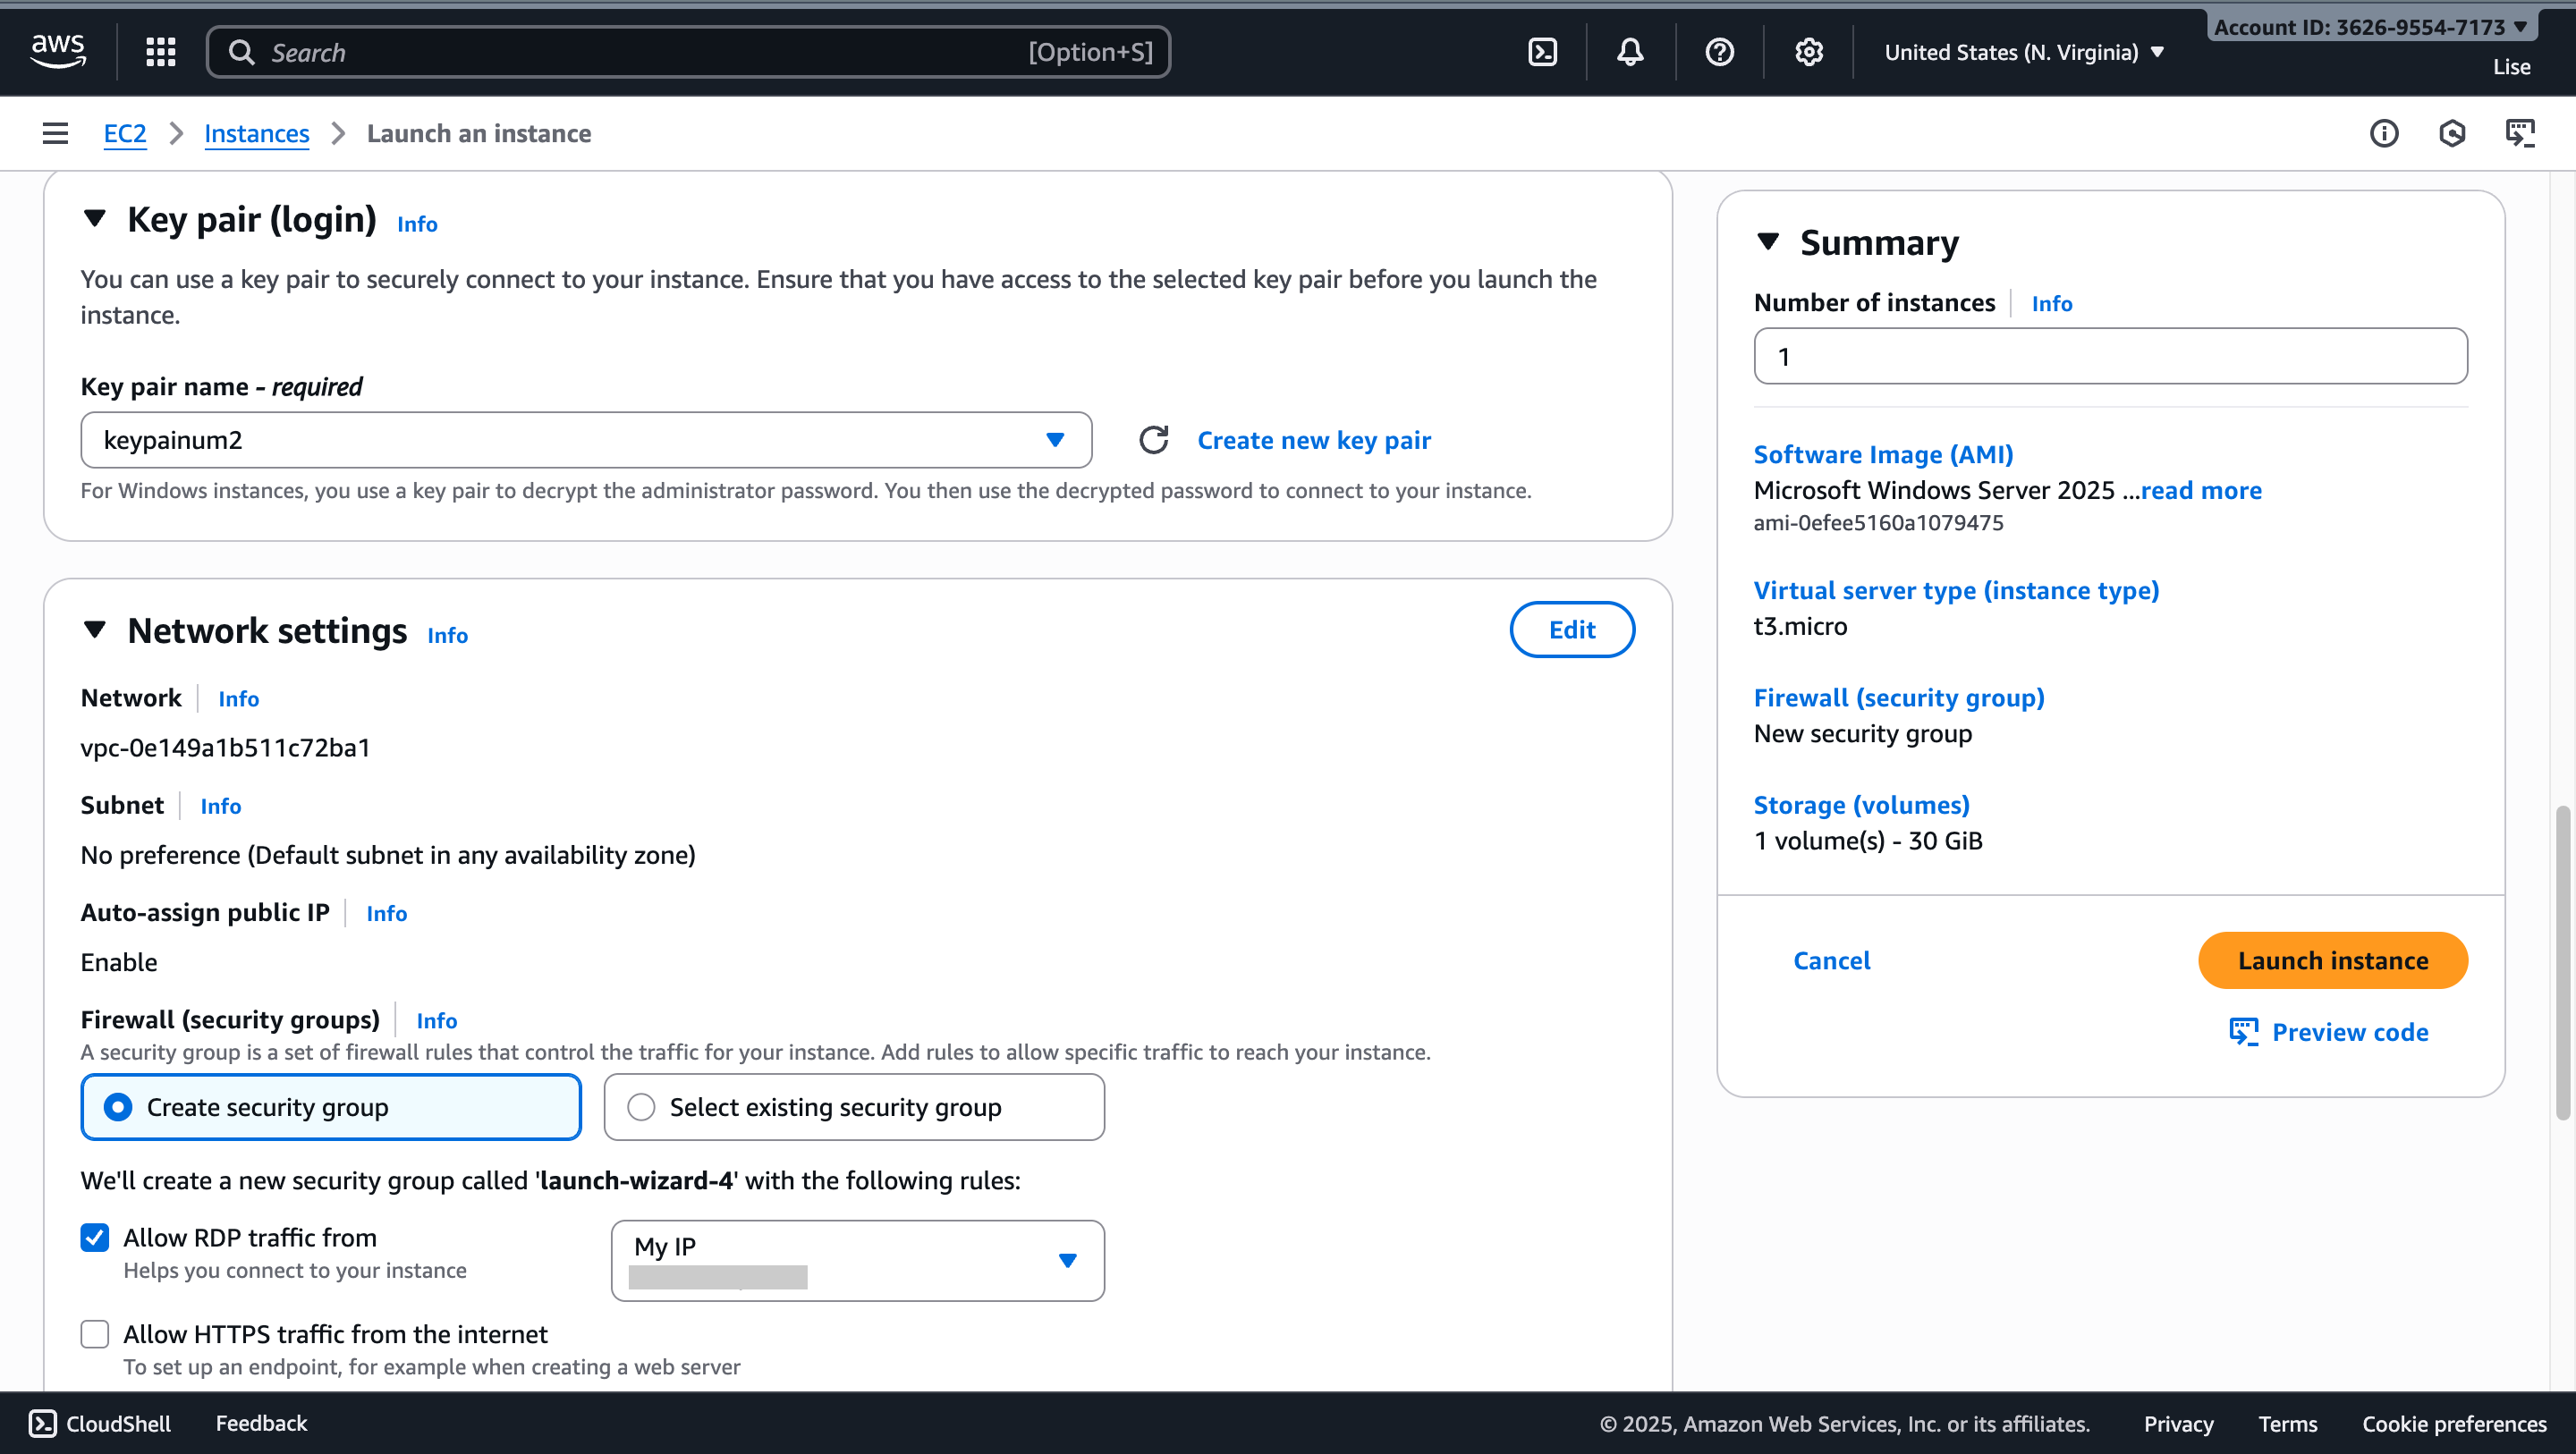 aws
Search
[Option+S]
United States (N. Virginia)
Account ID: 3626-9554-7173
Lise
EC2
Instances
Launch an instance
Key pair (login)
Info
You can use a key pair to securely connect to your instance. Ensure that you have access to the selected key pair before you launch the
instance.
Key pair name - required
keypainum2
Create new key pair
For Windows instances, you use a key pair to decrypt the administrator password. You then use the decrypted password to connect to your instance.
Network settings
Info
Edit
Network
Info
vpc-0e149a1b511c72ba1
Subnet
Info
No preference (Default subnet in any availability zone)
Auto-assign public IP
Info
Enable
Firewall (security groups)
Info
A security group is a set of firewall rules that control the traffic for your instance. Add rules to allow specific traffic to reach your instance.
Create security group
Select existing security group
We'll create a new security group called 'launch-wizard-4' with the following rules:
Allow RDP traffic from
Helps you connect to your instance
My IP
Allow HTTPS traffic from the internet
To set up an endpoint, for example when creating a web server
Summary
Number of instances
Info
1
Software Image (AMI)
Microsoft Windows Server 2025 ...read more
ami-0efee5160a1079475
Virtual server type (instance type)
t3.micro
Firewall (security group)
New security group
Storage (volumes)
1 volume(s) - 30 GiB
Cancel
Launch instance
Preview code
CloudShell
Feedback
© 2025, Amazon Web Services, Inc. or its affiliates.
Privacy
Terms
Cookie preferences